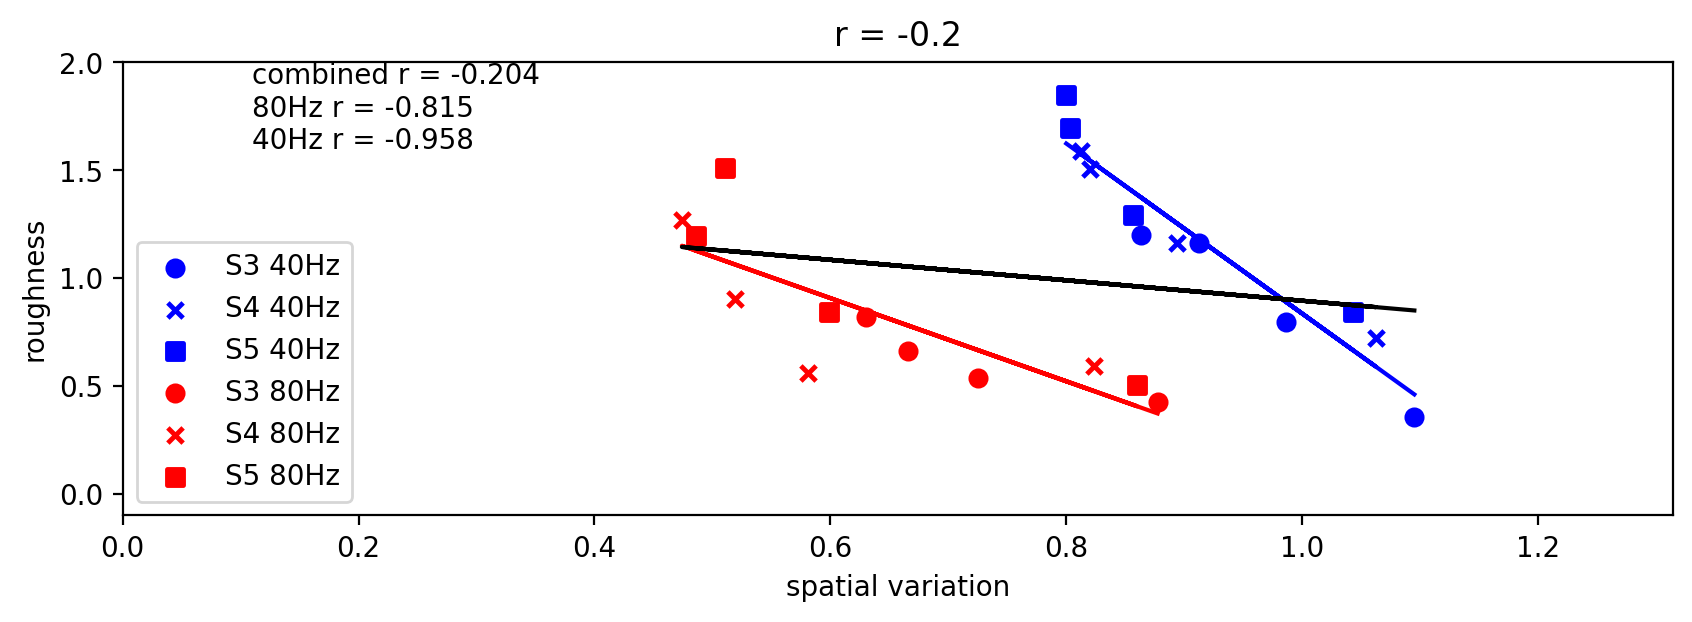 r = -0.2
combined r = -0.204
80Hz r = -0.815
40Hz r = -0.958
2.0
1.5
1.0
0.5
0.0
roughness
S3 40Hz
S4 40Hz
S5 40Hz
S3 80Hz
S4 80Hz
S5 80Hz
0.0 0.2 0.4 0.6 0.8 1.0 1.2
spatial variation